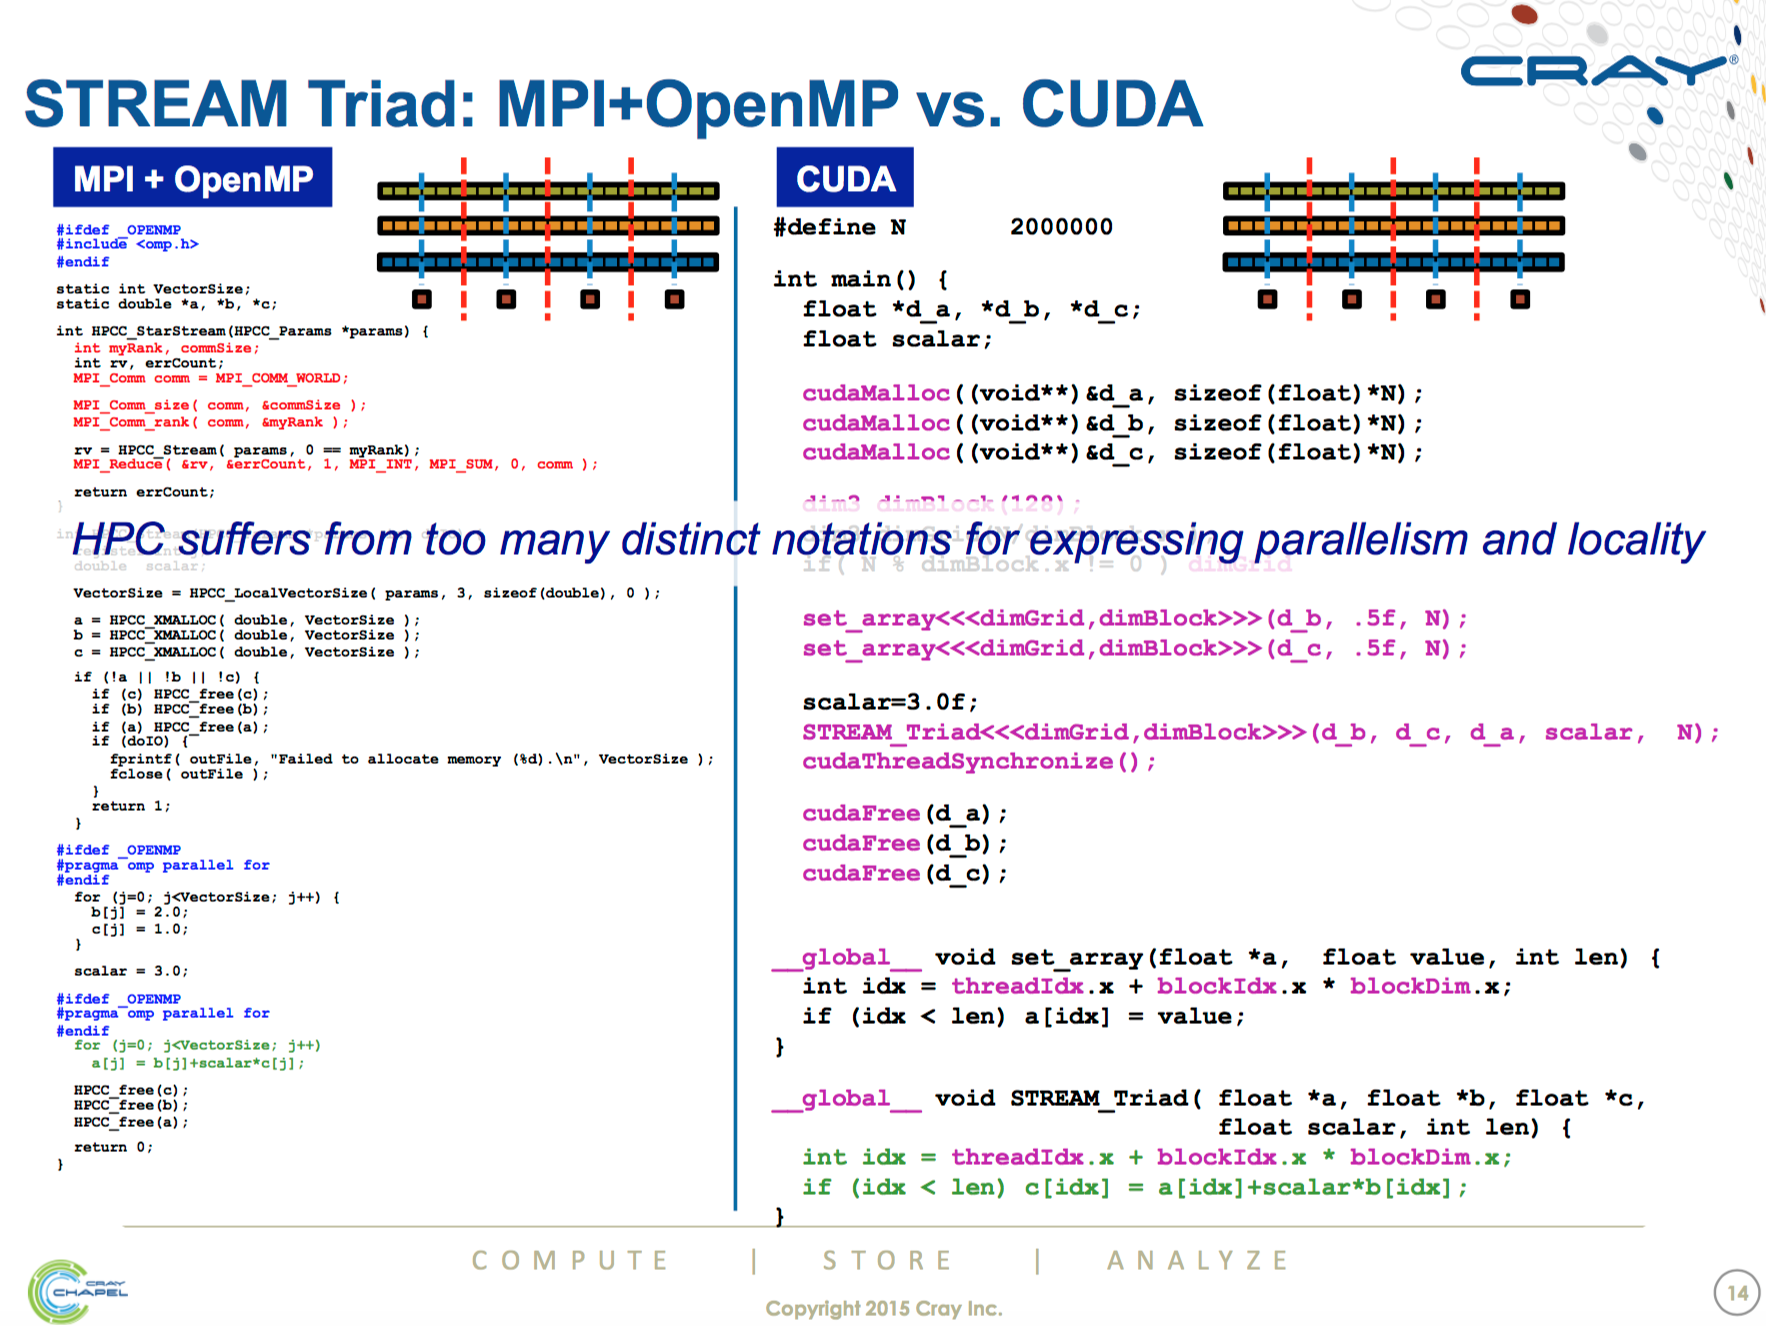 CRAY®
STREAM Triad: MPI+OpenMP vs. CUDA
MPI + OpenMP
#ifdef _OPENMP
#include <omp.h>
#endif
static int VectorSize;
static double *a, *b, *c;
int HPCC_StarStream(HPCC_Params *params) {
int myRank, commSize;
int rv, errCount;
MPI_Comm comm = MPI_COMM_WORLD;
MPI_Comm_size( comm, &commSize );
MPI_Comm_rank( comm, &myRank );
rv = HPCC_Stream( params, 0 == myRank);
MPI_Reduce( &rv, &errCount, 1, MPI_INT, MPI_SUM, 0, comm );
return errCount;
}
double scalar;
VectorSize = HPCC_LocalVectorSize( params, 3, sizeof(double), 0 );
a = HPCC_XMALLOC( double, VectorSize );
b = HPCC_XMALLOC( double, VectorSize );
c = HPCC_XMALLOC( double, VectorSize );
if (!a || !b || !c) {
if (c) HPCC_free(c);
if (b) HPCC_free(b);
if (a) HPCC_free(a);
if (doIO) {
fprintf( outFile, "Failed to allocate memory (%d).\n", VectorSize );
fclose( outFile );
}
return 1;
}
#ifdef _OPENMP
#pragma omp parallel for
#endif
for (j=0; j<VectorSize; j++) {
b[j] = 2.0;
c[j] = 1.0;
}
scalar = 3.0;
#ifdef _OPENMP
#pragma omp parallel for
#endif
for (j=0; j<VectorSize; j++)
a[j] = b[j]+scalar*c[j];
HPCC_free(c);
HPCC_free(b);
HPCC_free(a);
return 0;
}
CUDA
#define N 2000000
int main() {
float *d_a, *d_b, *d_c;
float scalar;
cudaMalloc((void**)&d_a, sizeof(float)*N);
cudaMalloc((void**)&d_b, sizeof(float)*N);
cudaMalloc((void**)&d_c, sizeof(float)*N);
dim3 dimBlock(128);
if( N % dimBlock.x != 0 ) dimGrid
set_array<<<dimGrid,dimBlock>>>(d_b, .5f, N);
set_array<<<dimGrid,dimBlock>>>(d_c, .5f, N);
scalar=3.0f;
STREAM_Triad<<<dimGrid,dimBlock>>>(d_b, d_c, d_a, scalar, N);
cudaThreadSynchronize();
cudaFree(d_a);
cudaFree(d_b);
cudaFree(d_c);
__global__ void set_array(float *a, float value, int len) {
int idx = threadIdx.x + blockIdx.x * blockDim.x;
if (idx < len) a[idx] = value;
}
__global__ void STREAM_Triad( float *a, float *b, float *c,
float scalar, int len) {
int idx = threadIdx.x + blockIdx.x * blockDim.x;
if (idx < len) c[idx] = a[idx]+scalar*b[idx];
}
HPC suffers from too many distinct notations for expressing parallelism and locality
COMPUTE | STORE | ANALYZE
CRAY
CHAPEL
Copyright 2015 Cray Inc.
14